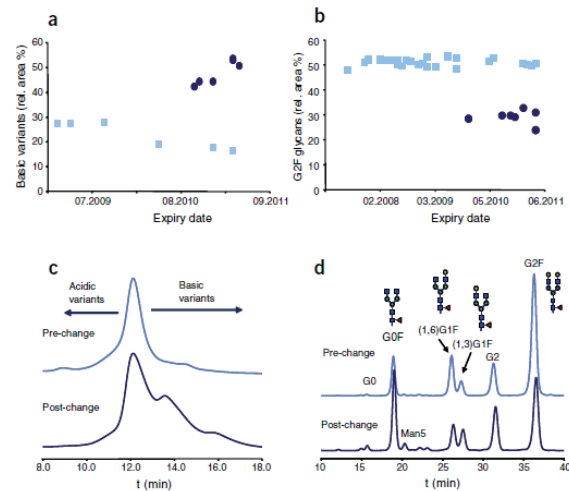 a
Basic variants (rel. area %)
60
50
40
30
20
10
0
07.2009
08.2010
09.2011
Expiry date
b
G2F glycans (rel. area %)
60
50
40
30
20
10
0
02.2008
03.2009
05.2010
06.2011
Expiry date
c
Acidic
variants
Basic
variants
Pre-change
Post-change
8.0
10.0
12.0
14.0
16.0
18.0
t (min)
d
G2F
(1,6)G1F
(1,3)G1F
G0F
Pre-change
G0
G2
Post-change
Man5
10
20
25
30
35
40
t (min)